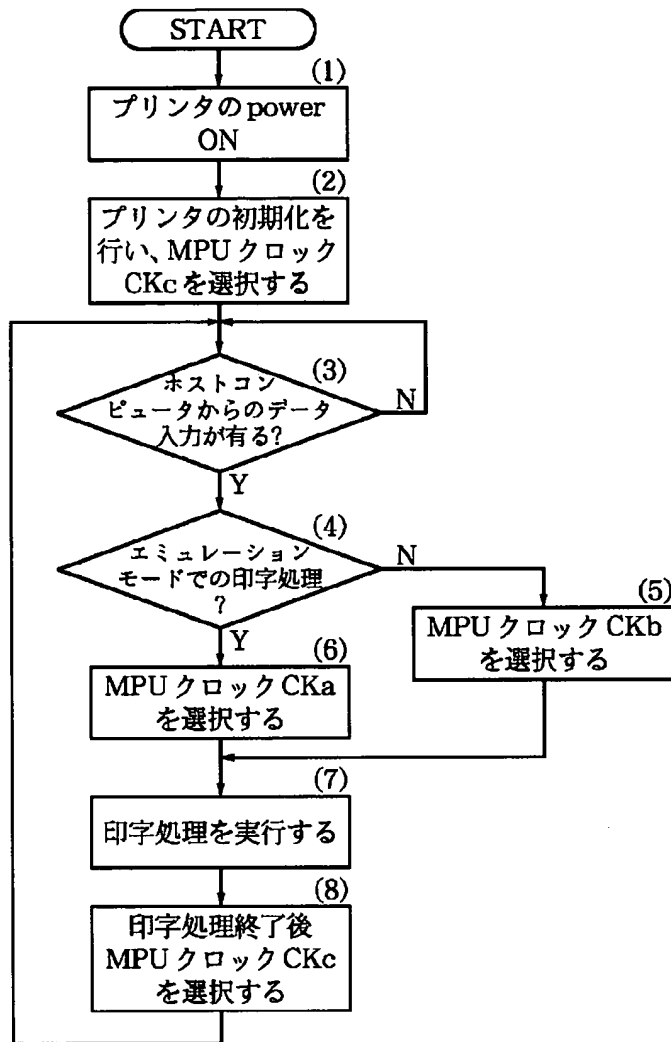 START
(1)
プリンタのpower
ON
(2)
プリンタの初期化を
行い、MPUクロック
CKcを選択する
(3)
ホストコン
ピュータからのデータ
入力が有る?
N
Y
(4)
エミュレーション
モードでの印字処理
?
N
Y
(5)
MPUクロックCKb
を選択する
(6)
MPUクロックCKa
を選択する
(7)
印字処理を実行する
(8)
印字処理終了後
MPUクロックCKc
を選択する